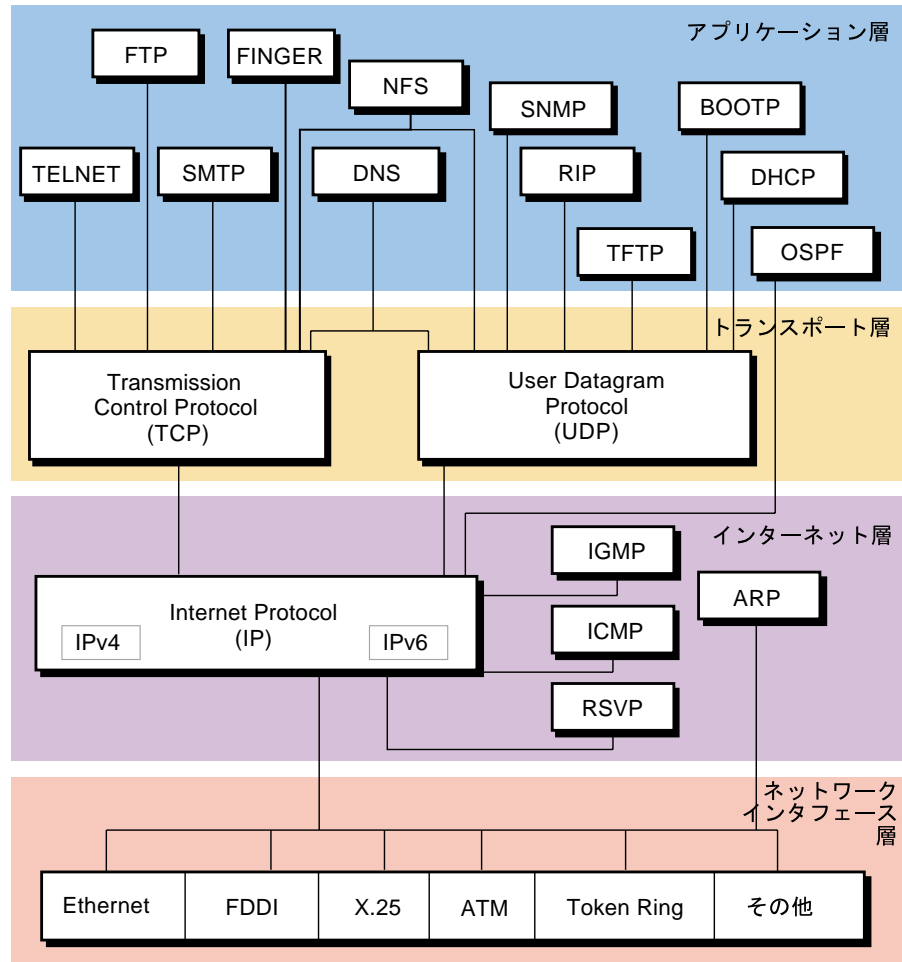 アプリケーション層
FTP
FINGER
NFS
SNMP
BOOTP
TELNET
SMTP
DNS
RIP
DHCP
TFTP
OSPF
トランスポート層
Transmission
Control Protocol
(TCP)
User Datagram
Protocol
(UDP)
インターネット層
IGMP
ARP
Internet Protocol
(IP)
IPv4
IPv6
ICMP
RSVP
ネットワーク
インタフェース
層
Ethernet
FDDI
X.25
ATM
Token Ring
その他